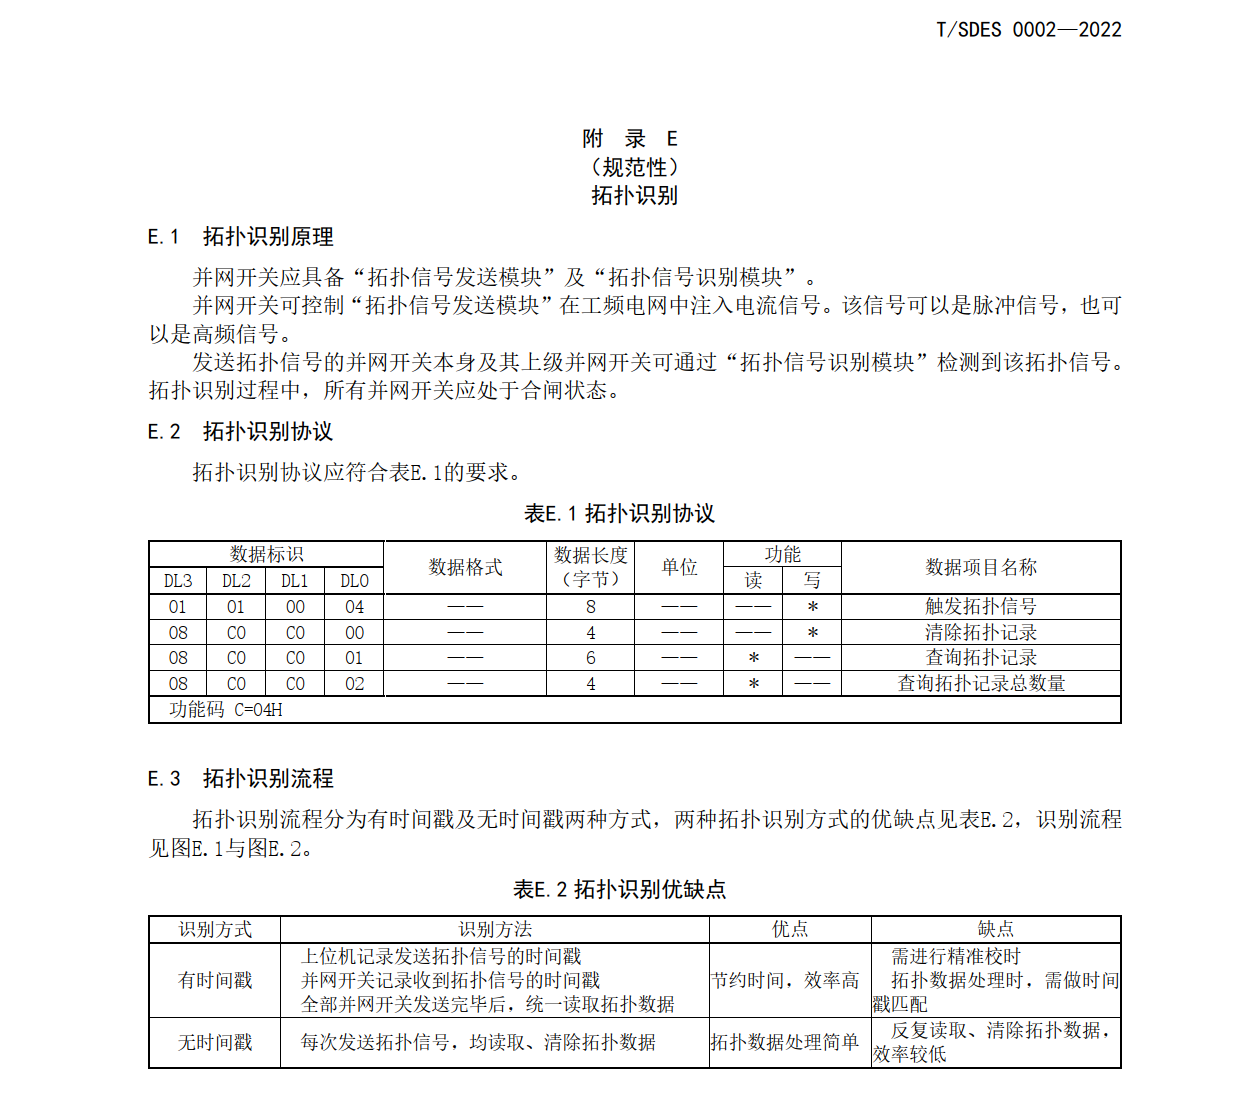 T/SDES 0002—2022
附 录 E
（规范性）
拓扑识别
E.1 拓扑识别原理
并网开关应具备“拓扑信号发送模块”及“拓扑信号识别模块”。
并网开关可控制“拓扑信号发送模块”在工频电网中注入电流信号。该信号可以是脉冲信号，也可
以是高频信号。
发送拓扑信号的并网开关本身及其上级并网开关可通过“拓扑信号识别模块”检测到该拓扑信号。
拓扑识别过程中，所有并网开关应处于合闸状态。
E.2 拓扑识别协议
拓扑识别协议应符合表E.1的要求。
表E.1 拓扑识别协议
数据标识 数据格式 数据长度（字节） 单位 功能 数据项目名称
DL3 DL2 DL1 DL0 读 写
01 01 00 04 —— 8 —— —— * 触发拓扑信号
08 C0 C0 00 —— 4 —— —— * 清除拓扑记录
08 C0 C0 01 —— 6 —— * —— 查询拓扑记录
08 C0 C0 02 —— 4 —— * —— 查询拓扑记录总数量
功能码 C=04H
E.3 拓扑识别流程
拓扑识别流程分为有时间戳及无时间戳两种方式，两种拓扑识别方式的优缺点见表E.2，识别流程
见图E.1与图E.2。
表E.2 拓扑识别优缺点
识别方式 识别方法 优点 缺点
有时间戳
上位机记录发送拓扑信号的时间戳
并网开关记录收到拓扑信号的时间戳
全部并网开关发送完毕后，统一读取拓扑数据
节约时间，效率高
需进行精准校时
拓扑数据处理时，需做时间
戳匹配
无时间戳
每次发送拓扑信号，均读取、清除拓扑数据
拓扑数据处理简单
反复读取、清除拓扑数据，
效率较低